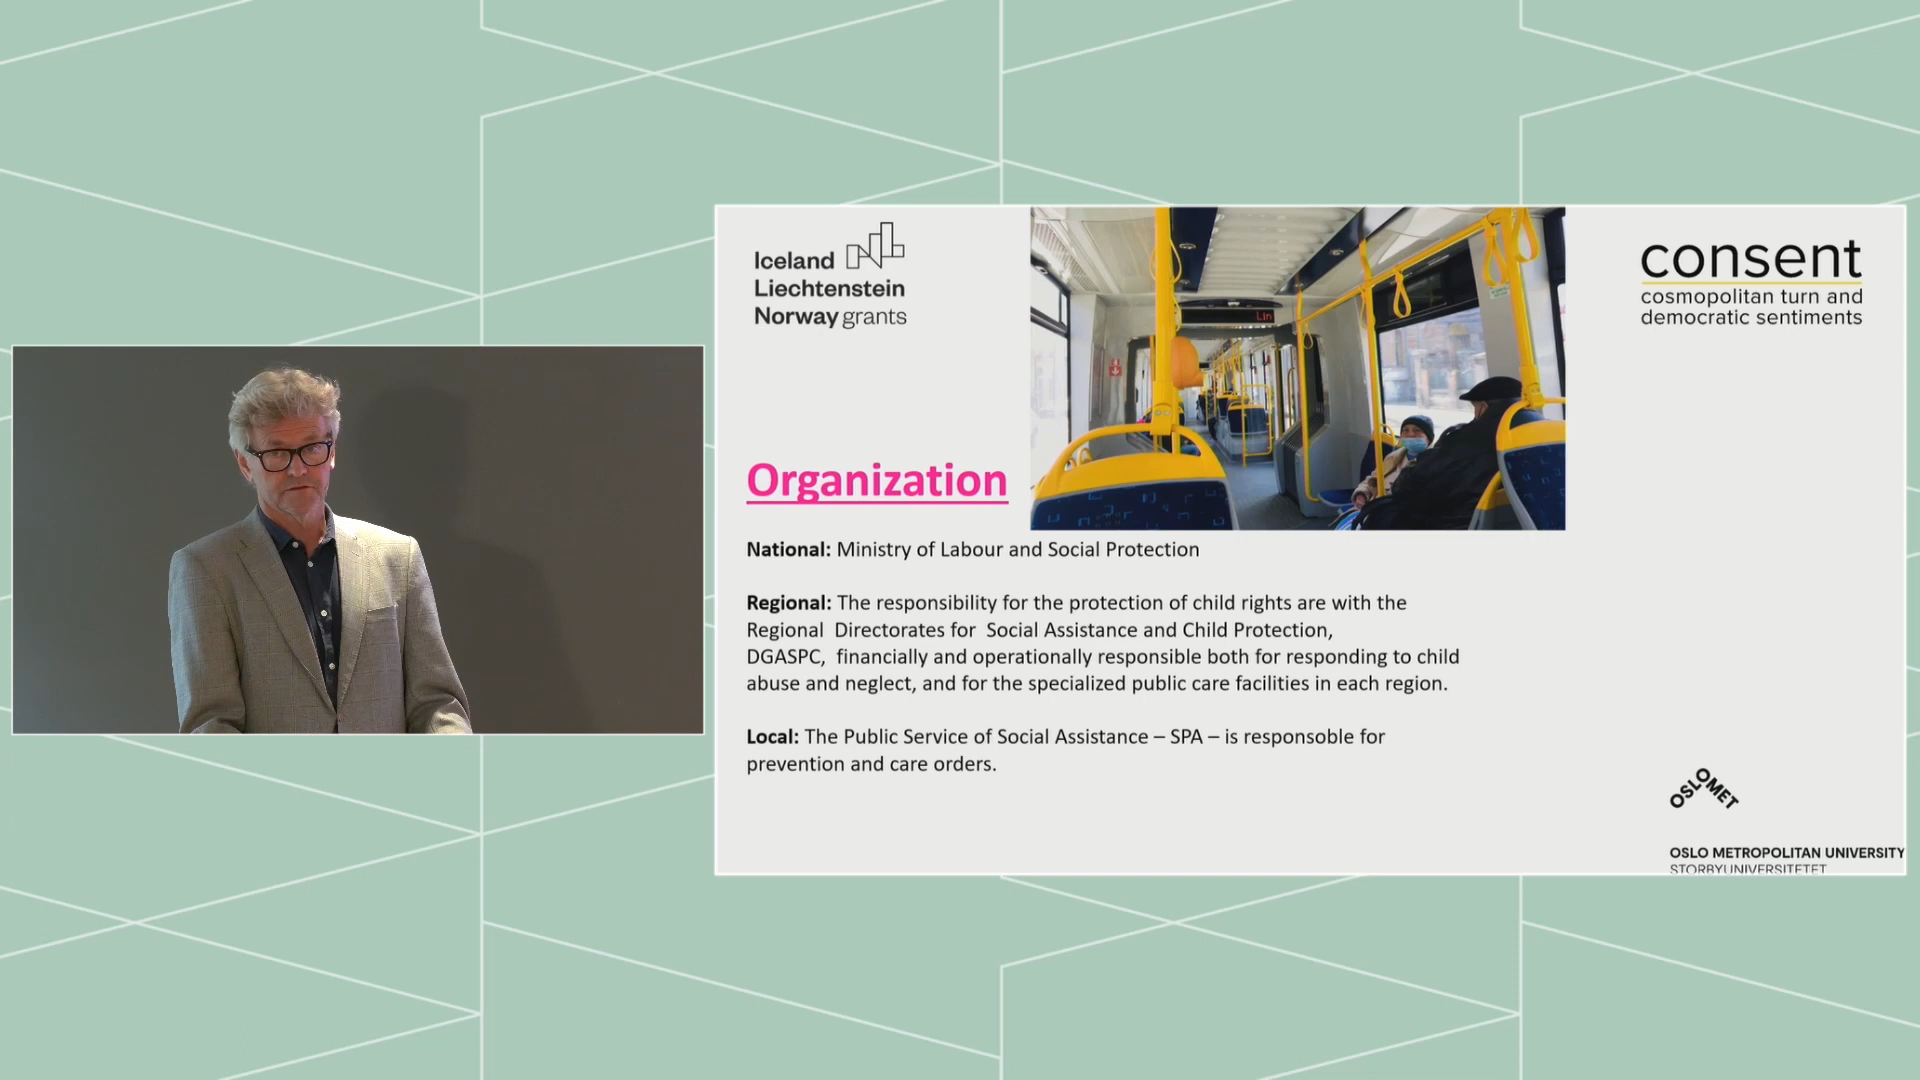 Iceland
Liechtenstein
Norway grants
Lin
consent
cosmopolitan turn and
democratic sentiments
Organization
National: Ministry of Labour and Social Protection
Regional: The responsibility for the protection of child rights are with the
Regional Directorates for Social Assistance and Child Protection,
DGASPC, financially and operationally responsible both for responding to child
abuse and neglect, and for the specialized public care facilities in each region.
Local: The Public Service of Social Assistance – SPA – is responsoble for
prevention and care orders.
OSLOMET
OSLO METROPOLITAN UNIVERSITY
STORBYUNIVERSITETET